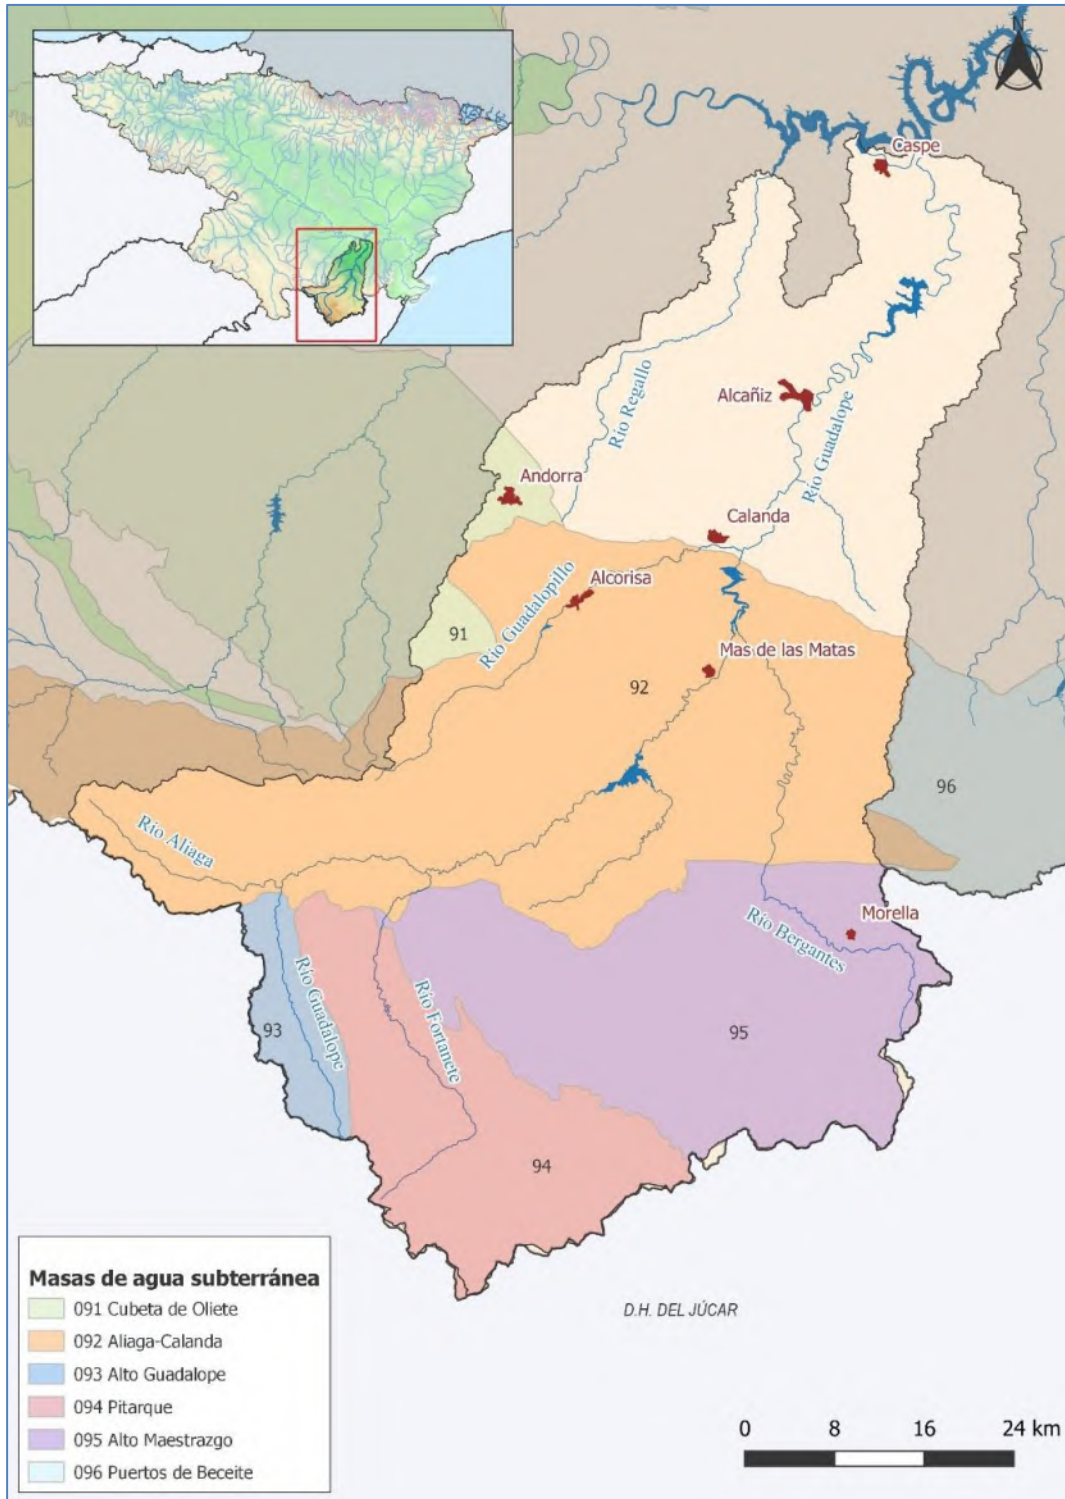 N
Caspe
Río Regallo
Alcañiz
Río Guadalope
Andorra
Calanda
Río Guadalopillo
Alcorisa
91
Mas de las Matas
92
96
Río Aliaga
Morella
Río Bergantes
Río Guadalope
Río Fortanete
93
95
94
Masas de agua subterránea
091 Cubeta de Oliete
092 Aliaga-Calanda
093 Alto Guadalope
094 Pitarque
095 Alto Maestrazgo
096 Puertos de Beceite
D.H. DEL JÚCAR
0 8 16 24 km